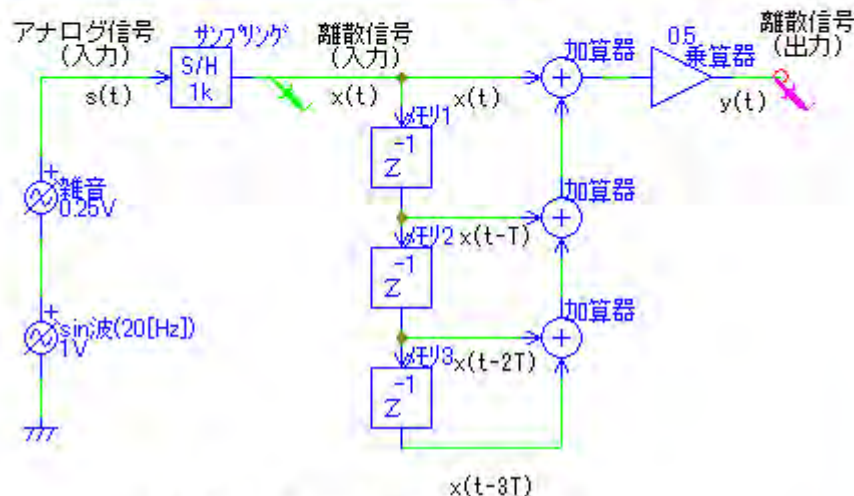 アナログ信号
(入力)
サンプリング
離散信号
(入力)
加算器
0.5
乗算器
離散信号
(出力)
S/H
1k
s(t)
x(t)
x(t)
y(t)
メモリ1
Z-1
雑音
0.25V
加算器
メモリ2
x(t-T)
Z-1
sin波(20[Hz])
1V
加算器
メモリ3
x(t-2T)
Z-1
x(t-3T)